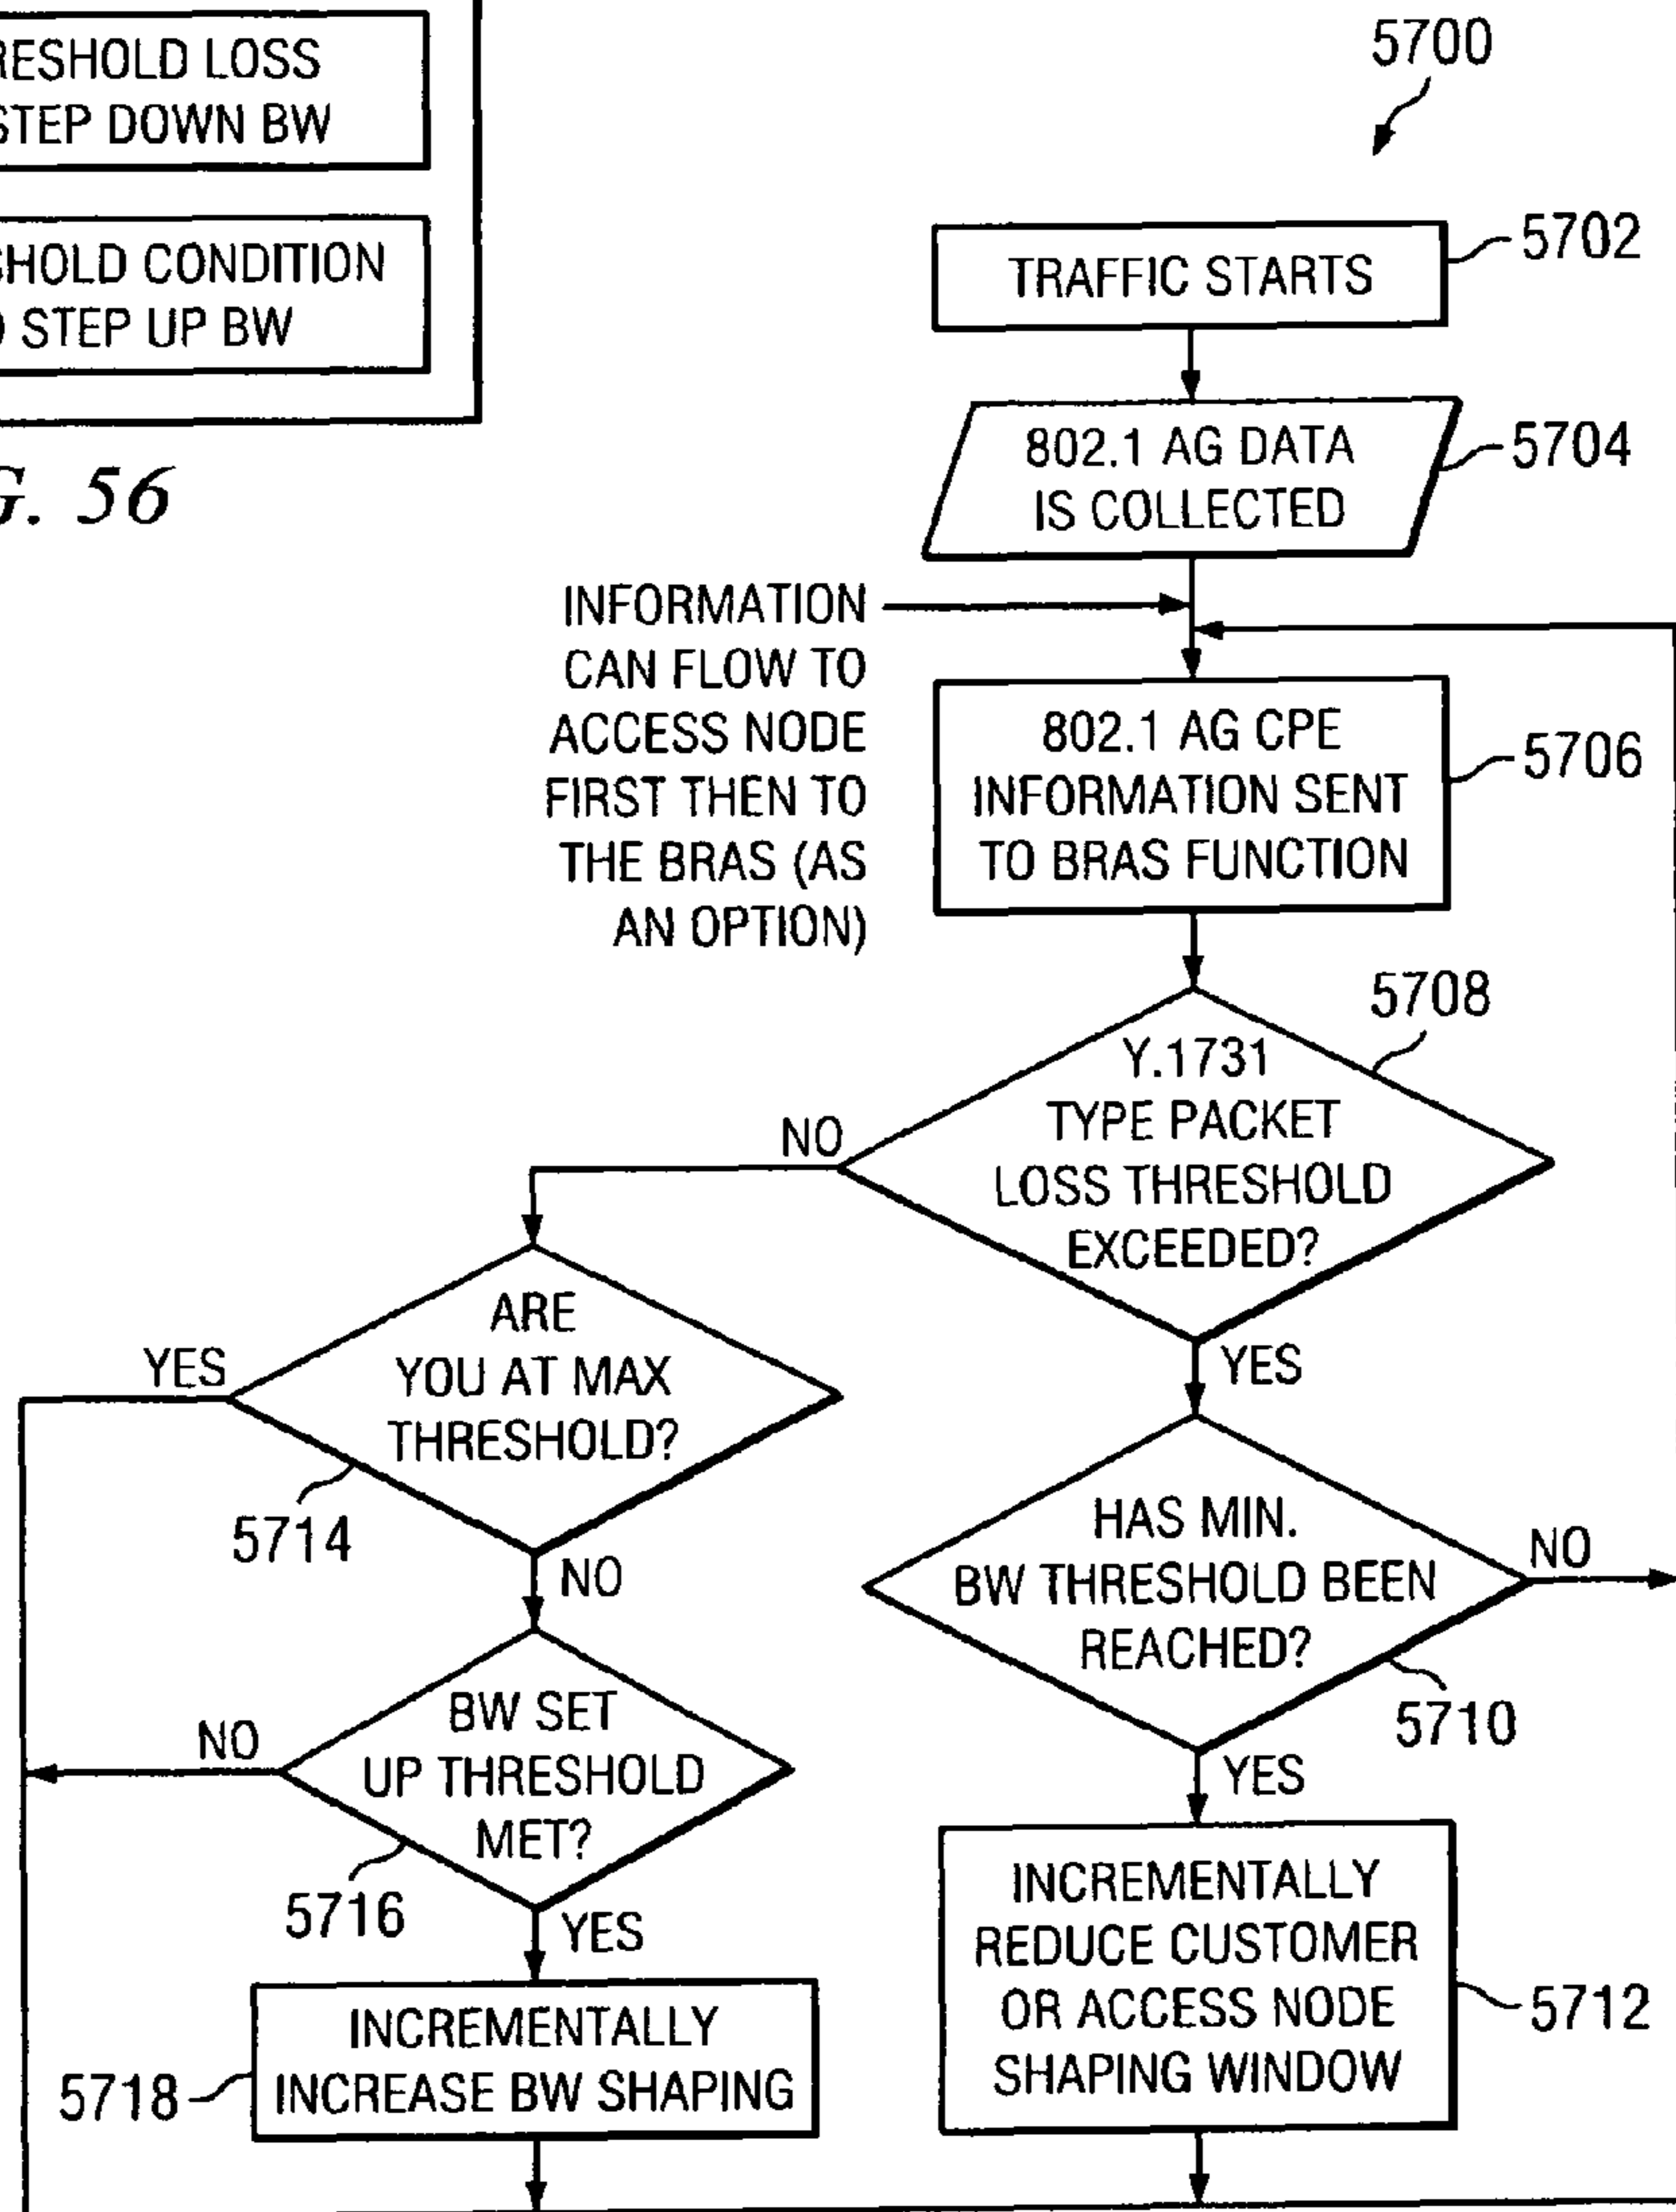 RESHOLD LOSS
STEP DOWN BW
SHOLD CONDITION
STEP UP BW
G. 56
5700
TRAFFIC STARTS
5702
802.1 AG DATA
IS COLLECTED
5704
INFORMATION
CAN FLOW TO
ACCESS NODE
FIRST THEN TO
THE BRAS (AS
AN OPTION)
802.1 AG CPE
INFORMATION SENT
TO BRAS FUNCTION
5706
Y.1731
TYPE PACKET
LOSS THRESHOLD
EXCEEDED?
5708
NO
YES
ARE
YOU AT MAX
THRESHOLD?
5714
YES
NO
HAS MIN.
BW THRESHOLD BEEN
REACHED?
5710
NO
YES
BW SET
UP THRESHOLD
MET?
5716
NO
YES
INCREMENTALLY
REDUCE CUSTOMER
OR ACCESS NODE
SHAPING WINDOW
5712
INCREMENTALLY
INCREASE BW SHAPING
5718